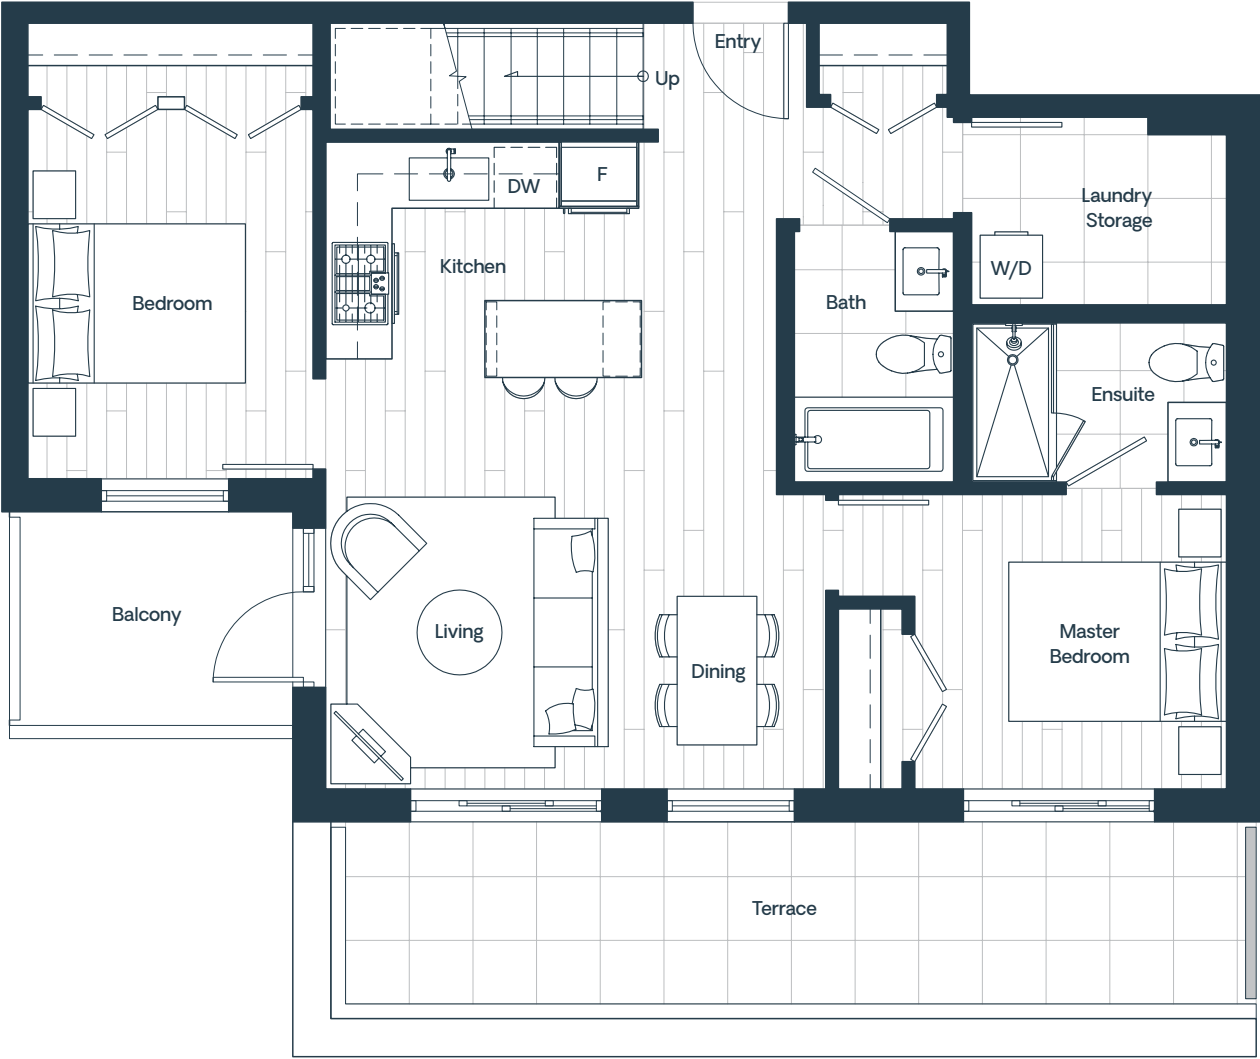 Entry
Up
DW
F
Laundry
Storage
Kitchen
W/D
Bedroom
Bath
Ensuite
Balcony
Living
Master
Bedroom
Dining
Terrace